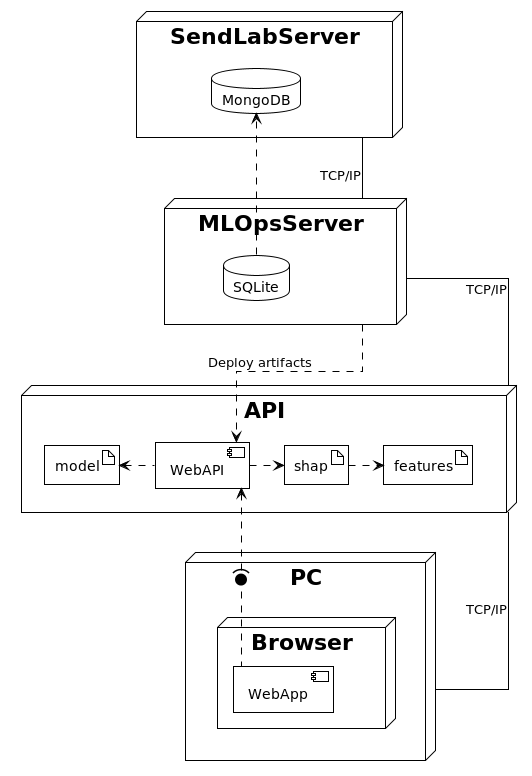 SendLabServer
MongoDB
TCP/IP
MLOpsServer
SQLite
TCP/IP
Deploy artifacts
API
model
WebAPI
shap
features
PC
TCP/IP
Browser
WebApp